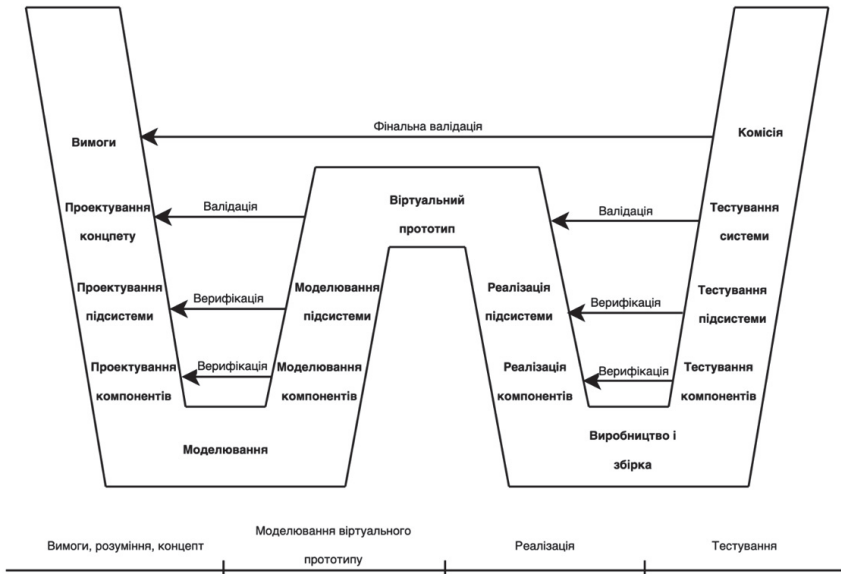 Фінальна валідація
Вимоги
Комісія
Проектування
концпету
Валідація
Віртуальний
прототип
Валідація
Тестування
системи
Проектування
підсистеми
Верифікація
Моделювання
підсистеми
Реалізація
підсистеми
Верифікація
Тестування
підсистеми
Проектування
компонентів
Верифікація
Моделювання
компонентів
Реалізація
компонентів
Верифікація
Тестування
компонентів
Моделювання
Виробництво і
збірка
Вимоги, розуміння, концепт
Моделювання віртуального
прототипу
Реалізація
Тестування